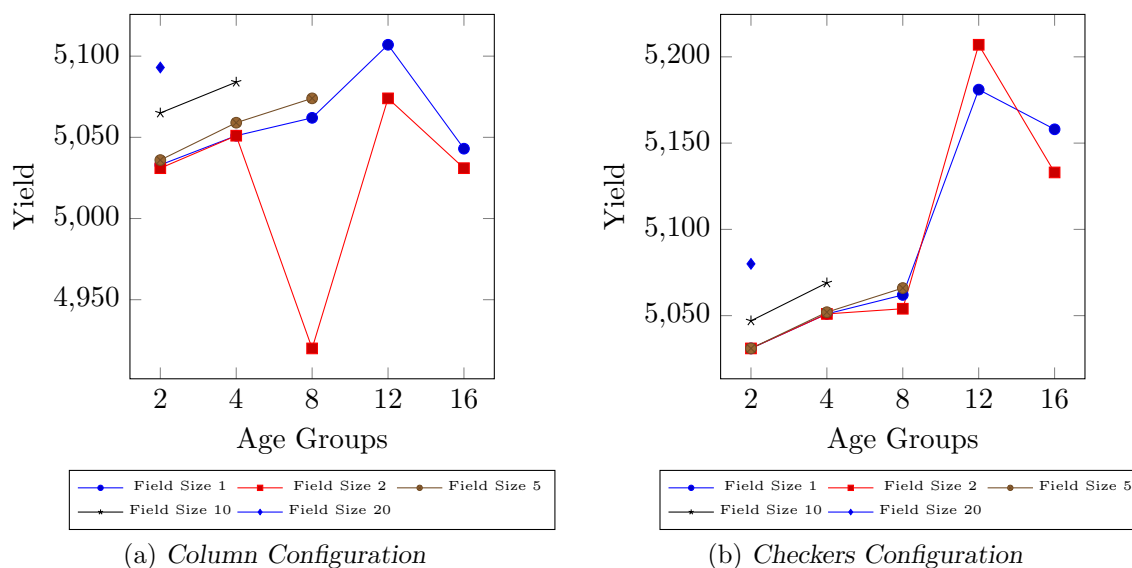 5,100
5,050
5,000
4,950
Yield
2 4 8 12 16
Age Groups
Field Size 1 Field Size 2 Field Size 5
Field Size 10 Field Size 20
(a) Column Configuration
5,200
5,150
5,100
5,050
Yield
2 4 8 12 16
Age Groups
Field Size 1 Field Size 2 Field Size 5
Field Size 10 Field Size 20
(b) Checkers Configuration